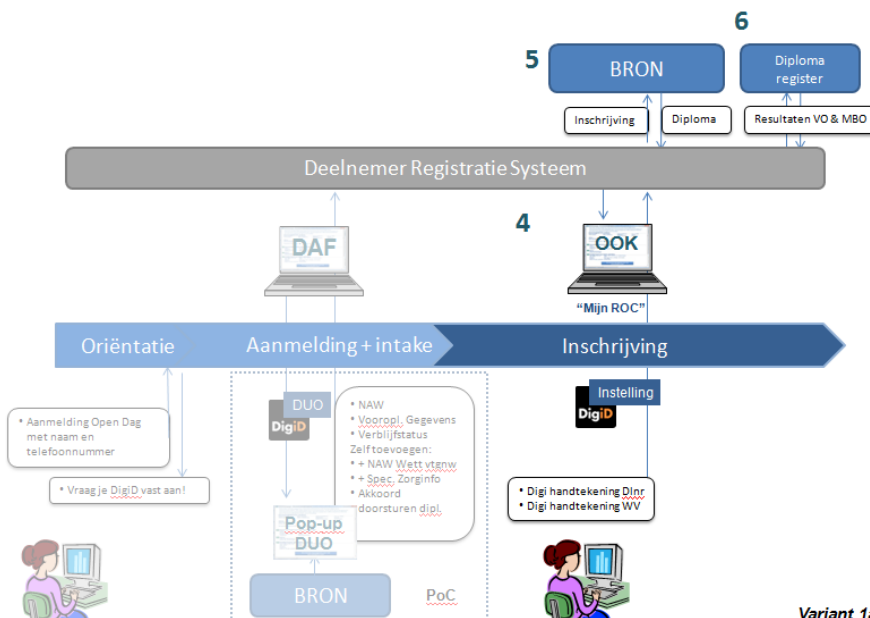 6
5
BRON
Diploma
register
Inschrijving
Diploma
Resultaten VO & MBO
Deelnemer Registratie Systeem
4
DAF
OOK
“Mijn ROC”
Oriëntatie
Aanmelding + intake
Inschrijving
DUO
DigiD
Instelling
DigiD
• Aanmelding Open Dag
met naam en
telefoonnummer
• Vraag je DigiD vast aan!
• NAW
• Vooropl, Gegevens
• Verblijfstatus
Zelf toevoegen:
• + NAW Wett vtgnw
• + Spec, Zorginfo
• Akkoord
doorsturen dipl.
• Digi handtekening Dlnr
• Digi handtekening WV
Pop-up
DUO
BRON
PoC